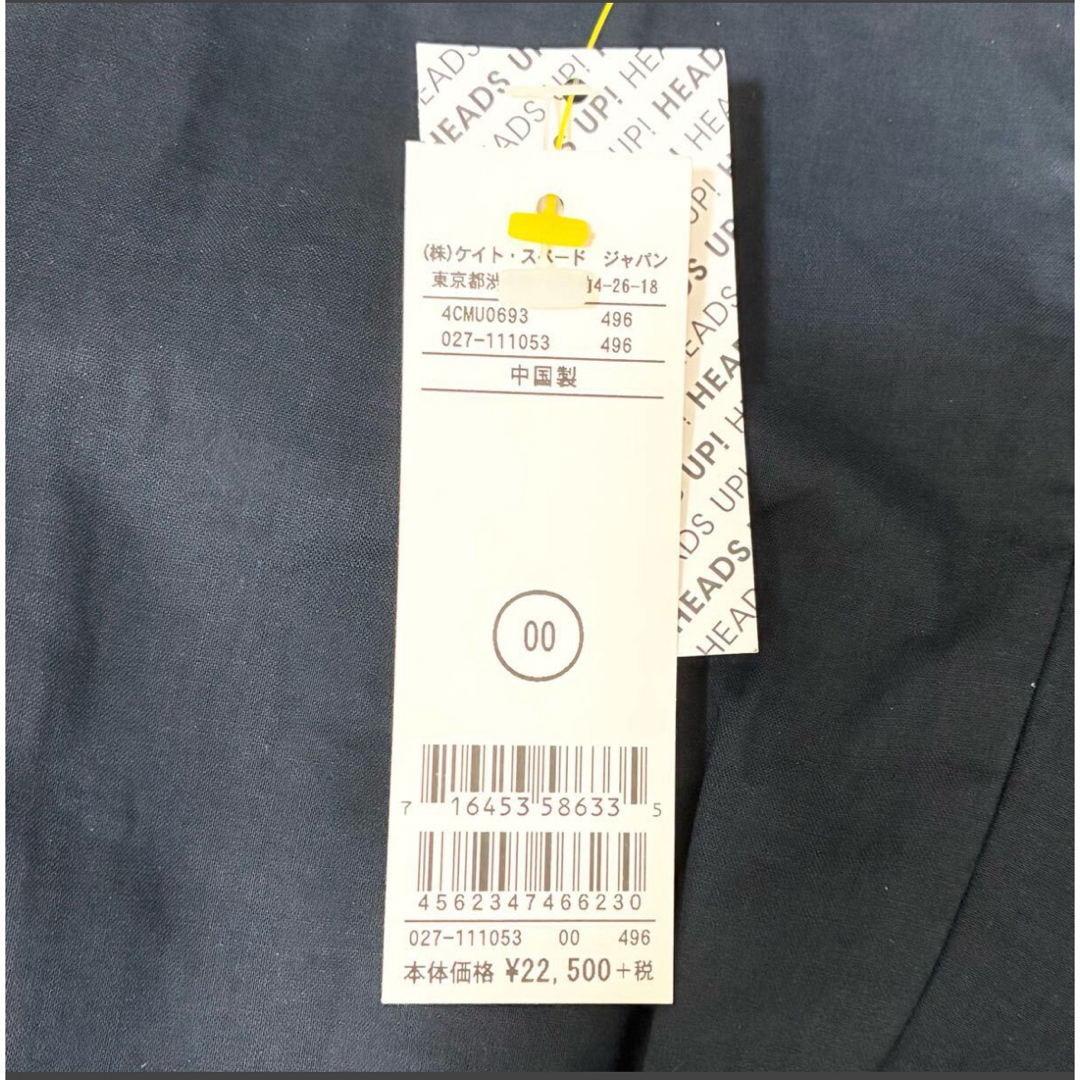 HEADS UP! HEADS UP! HEADS UP!
(株)ケイト・スペード ジャパン
東京都渋 4-26-18
4CMU0693 496
027-111053 496
中国製
00
7 16453 58633 5
4562347466230
027-111053 00 496
本体価格 ¥22,500+税